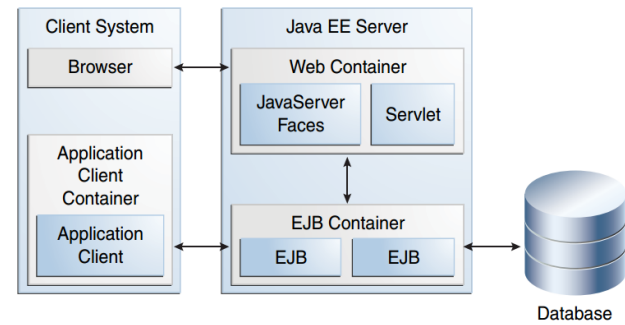 Client System
Browser
Application
Client
Container
Application
Client
Java EE Server
Web Container
JavaServer
Faces
Servlet
EJB Container
EJB
EJB
Database